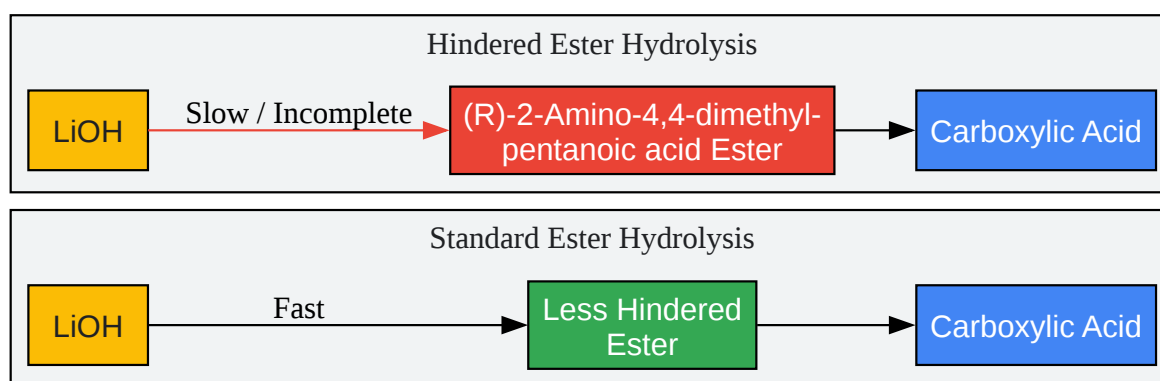 Hindered Ester Hydrolysis
LiOH
Slow / Incomplete
(R)-2-Amino-4,4-dimethyl-
pentanoic acid Ester
Carboxylic Acid
Standard Ester Hydrolysis
LiOH
Fast
Less Hindered
Ester
Carboxylic Acid